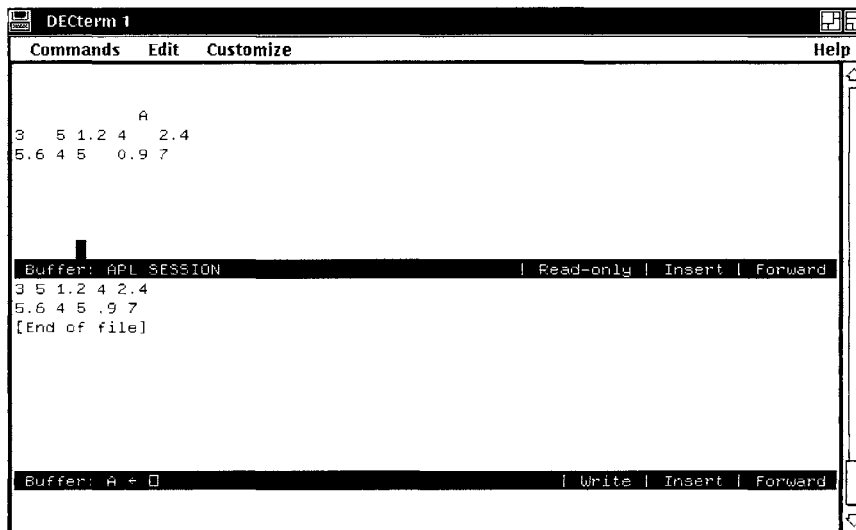 DECterm 1
Commands Edit Customize Help
A
3 5 1.2 4 2.4
5.6 4 5 0.9 7
Buffer: APL SESSION | Read-only | Insert | Forward
3 5 1.2 4 2.4
5.6 4 5 .9 7
[End of file]
Buffer: A ← ⎕ | Write | Insert | Forward